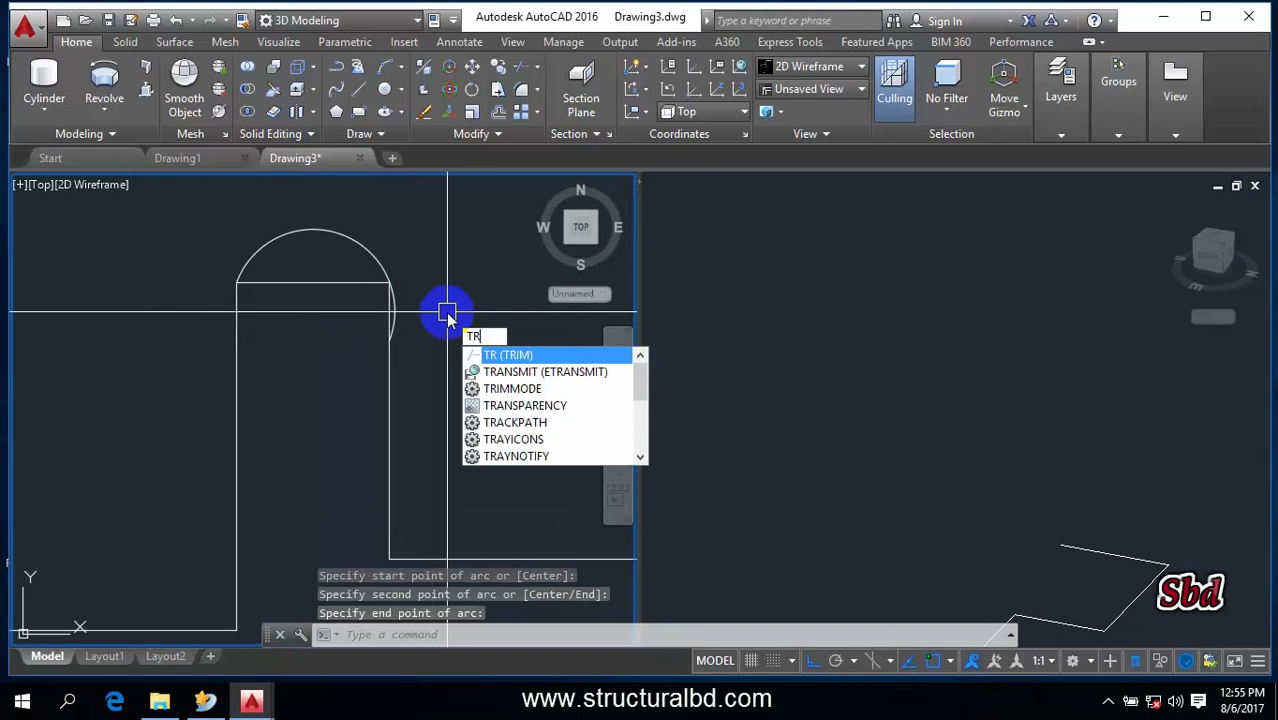 3D Modeling
Autodesk AutoCAD 2016 Drawing3.dwg
Type a keyword or phrase
Sign In
Home Solid Surface Mesh Visualize Parametric Insert Annotate View Manage Output Add-ins A360 Express Tools Featured Apps BIM 360 Performance
Cylinder
Revolve
Smooth
Object
Section
Plane
2D Wireframe
Unsaved View
Top
Culling
No Filter
Move
Gizmo
Layers
Groups
View
Modeling
Mesh
Solid Editing
Draw
Modify
Section
Coordinates
View
Selection
Start
Drawing1
Drawing3*
[+][Top][2D Wireframe]
N
W
TOP
E
S
Unnamed
TR
TR (TRIM)
TRANSMIT (ETRANSMIT)
TRIMMODE
TRANSPARENCY
TRACKPATH
TRAYICONS
TRAYNOTIFY
Specify start point of arc or [Center]:
Specify second point of arc or [Center/End]:
Specify end point of arc:
Y
X
Type a command
Sbd
Model Layout1 Layout2
MODEL
1:1
www.structuralbd.com
12:55 PM
8/6/2017